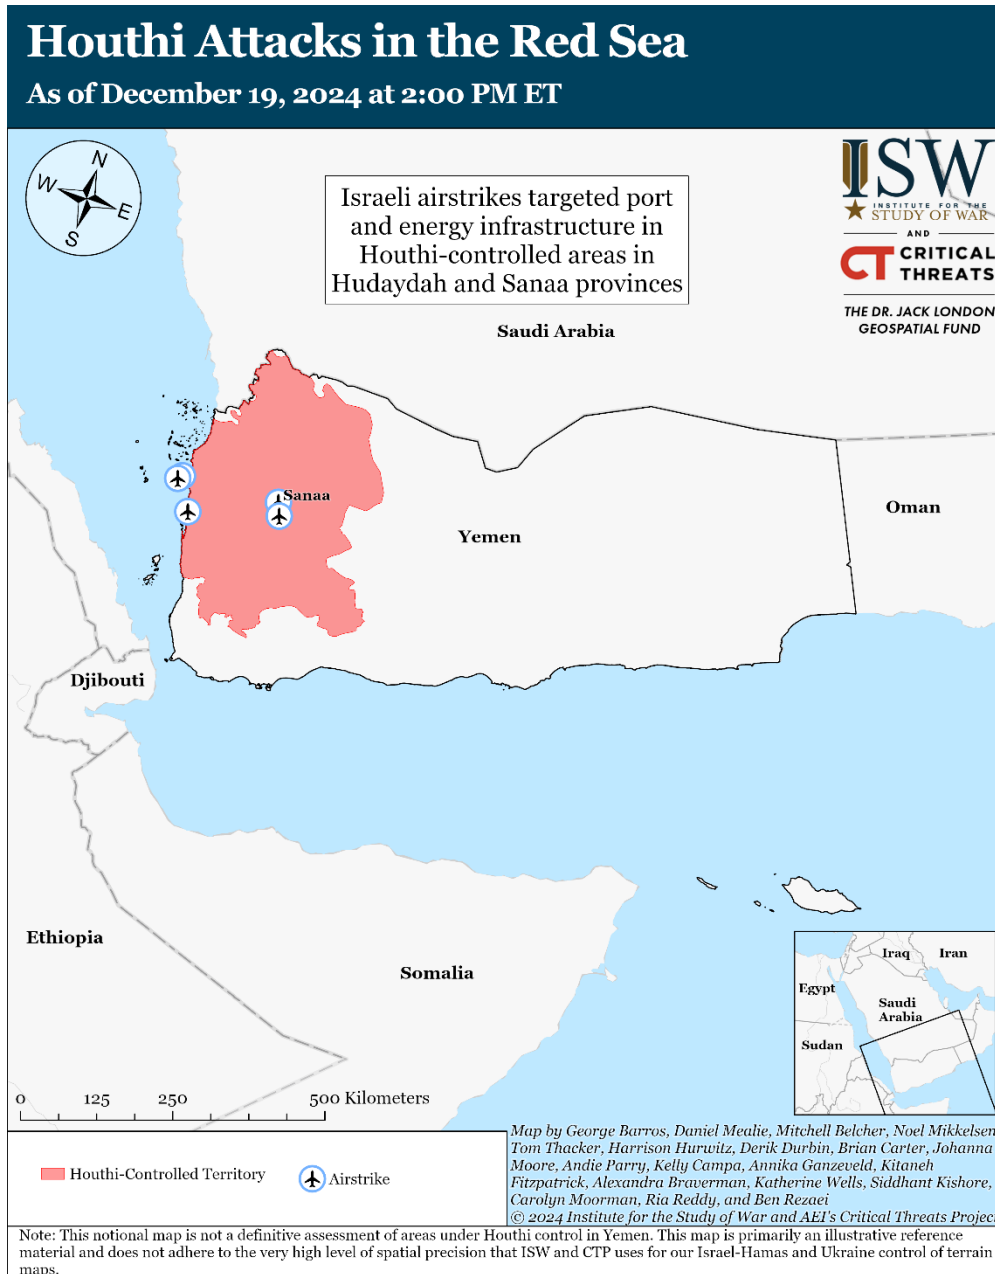 Houthi Attacks in the Red Sea
As of December 19, 2024 at 2:00 PM ET
N
W
E
S
Israeli airstrikes targeted port
and energy infrastructure in
Houthi-controlled areas in
Hudaydah and Sanaa provinces
ISW
INSTITUTE FOR THE
STUDY OF WAR
AND
CT CRITICAL
THREATS
THE DR. JACK LONDON
GEOSPATIAL FUND
Saudi Arabia
Sanaa
Oman
Yemen
Djibouti
Ethiopia
Somalia
Iraq
Iran
Egypt
Saudi
Arabia
Sudan
0 125 250 500 Kilometers
Houthi-Controlled Territory
Airstrike
Map by George Barros, Daniel Mealie, Mitchell Belcher, Noel Mikkelsen,
Tom Thacker, Harrison Hurwitz, Derik Durbin, Brian Carter, Johanna
Moore, Andie Parry, Kelly Campa, Annika Ganzeveld, Kitaneh
Fitzpatrick, Alexandra Braverman, Katherine Wells, Siddhant Kishore,
Carolyn Moorman, Ria Reddy, and Ben Rezaei
© 2024 Institute for the Study of War and AEI's Critical Threats Project
Note: This notional map is not a definitive assessment of areas under Houthi control in Yemen. This map is primarily an illustrative reference
material and does not adhere to the very high level of spatial precision that ISW and CTP uses for our Israel-Hamas and Ukraine control of terrain
maps.